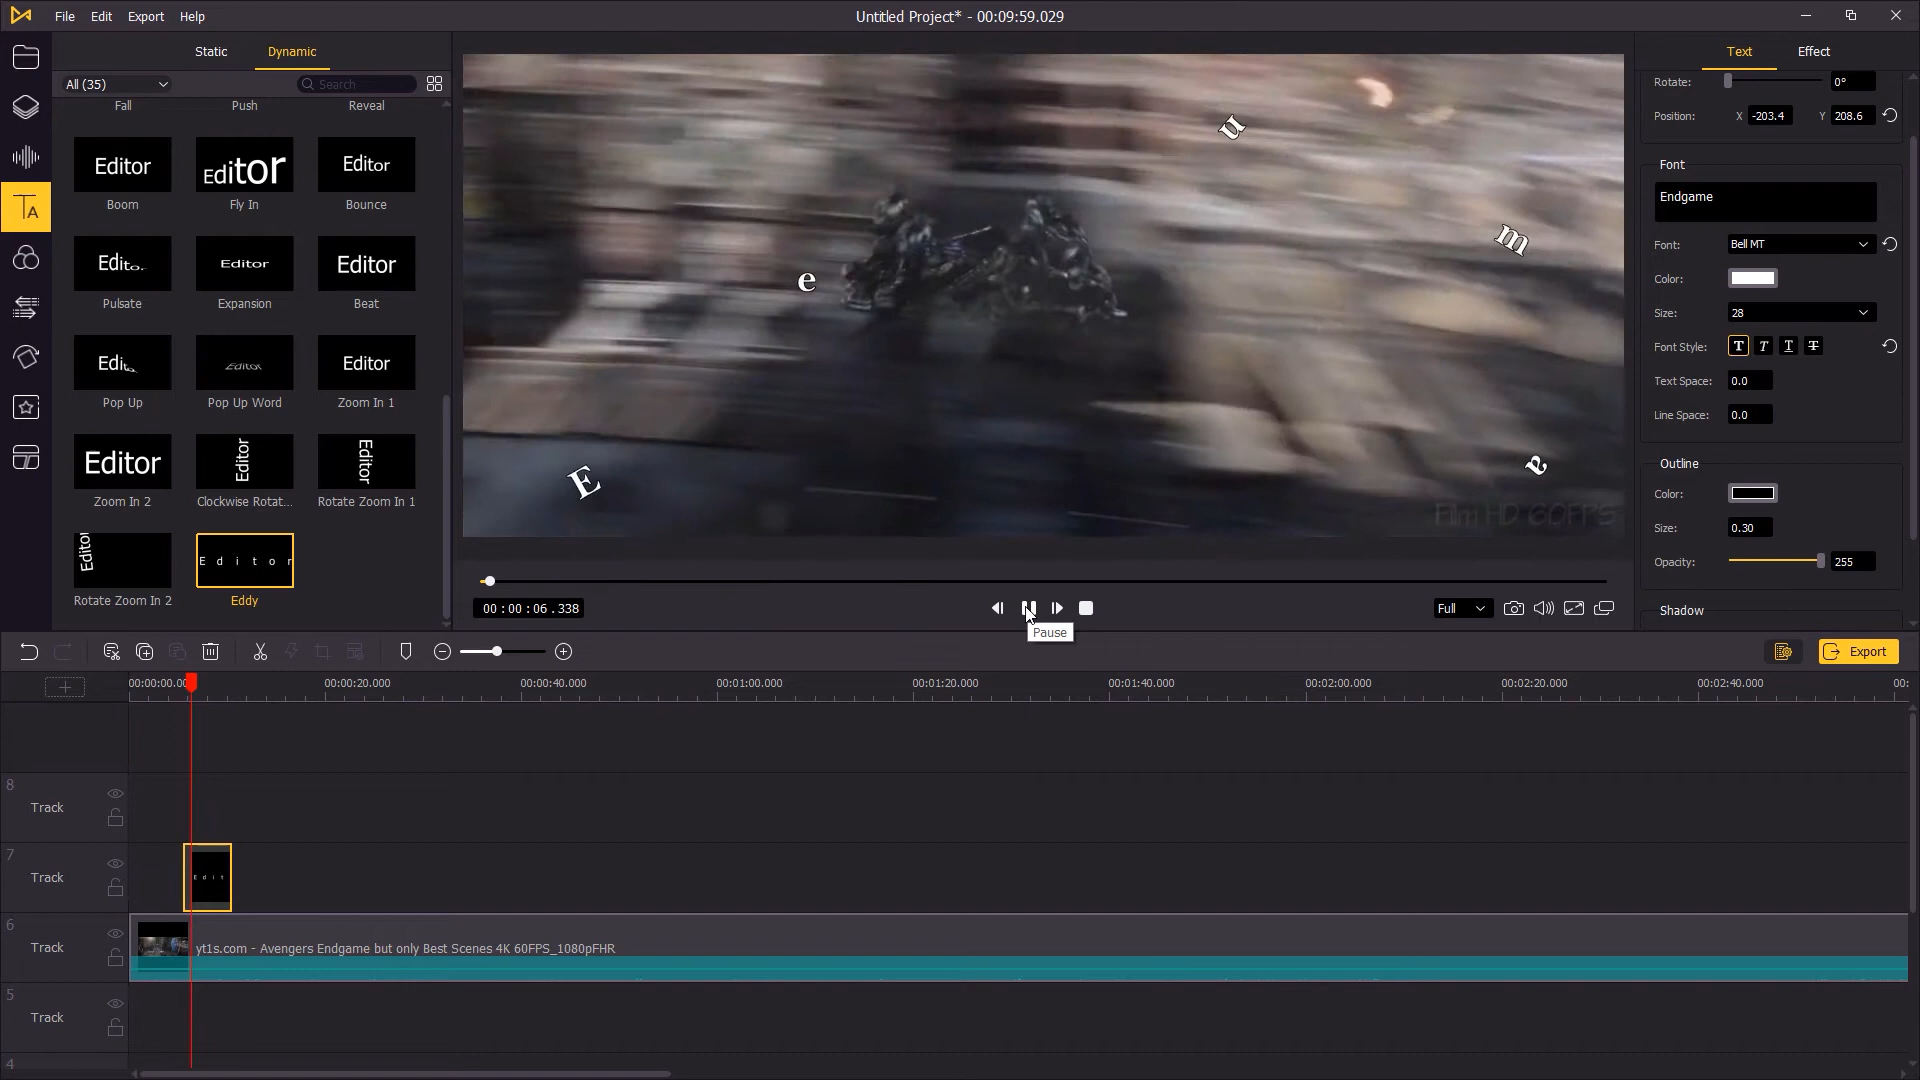 File Edit Export Help
Untitled Project* - 00:09:59.029
Static Dynamic
Text Effect
All (35) Search
Fall Push Reveal
Rotate: 0°
Position: X -203.4 Y 208.6
Editor Editor Editor
Boom Fly In Bounce
Font
Endgame
Edito.. Editor Editor
Pulsate Expansion Beat
Font: Bell MT
Color:
Size: 28
Editor Editor
Pop Up Pop Up Word Zoom In 1
Font Style: T T T T
Text Space: 0.0
Line Space: 0.0
Editor Editor Editor
Zoom In 2 Clockwise Rotat... Rotate Zoom In 1
Outline
Color:
Size: 0.30
Opacity: 255
Editor E d i t o r
Rotate Zoom In 2 Eddy
Shadow
u
m
e
a
E
Film HD 60FPS
00 : 00 : 06 . 338
Pause
Full
Export
00:00:00.00 00:00:20.000 00:00:40.000 00:01:00.000 00:01:20.000 00:01:40.000 00:02:00.000 00:02:20.000 00:02:40.000 00:
8
Track
7
Track
E d i t
6
Track
yt1s.com - Avengers Endgame but only Best Scenes 4K 60FPS_1080pFHR
5
Track
4